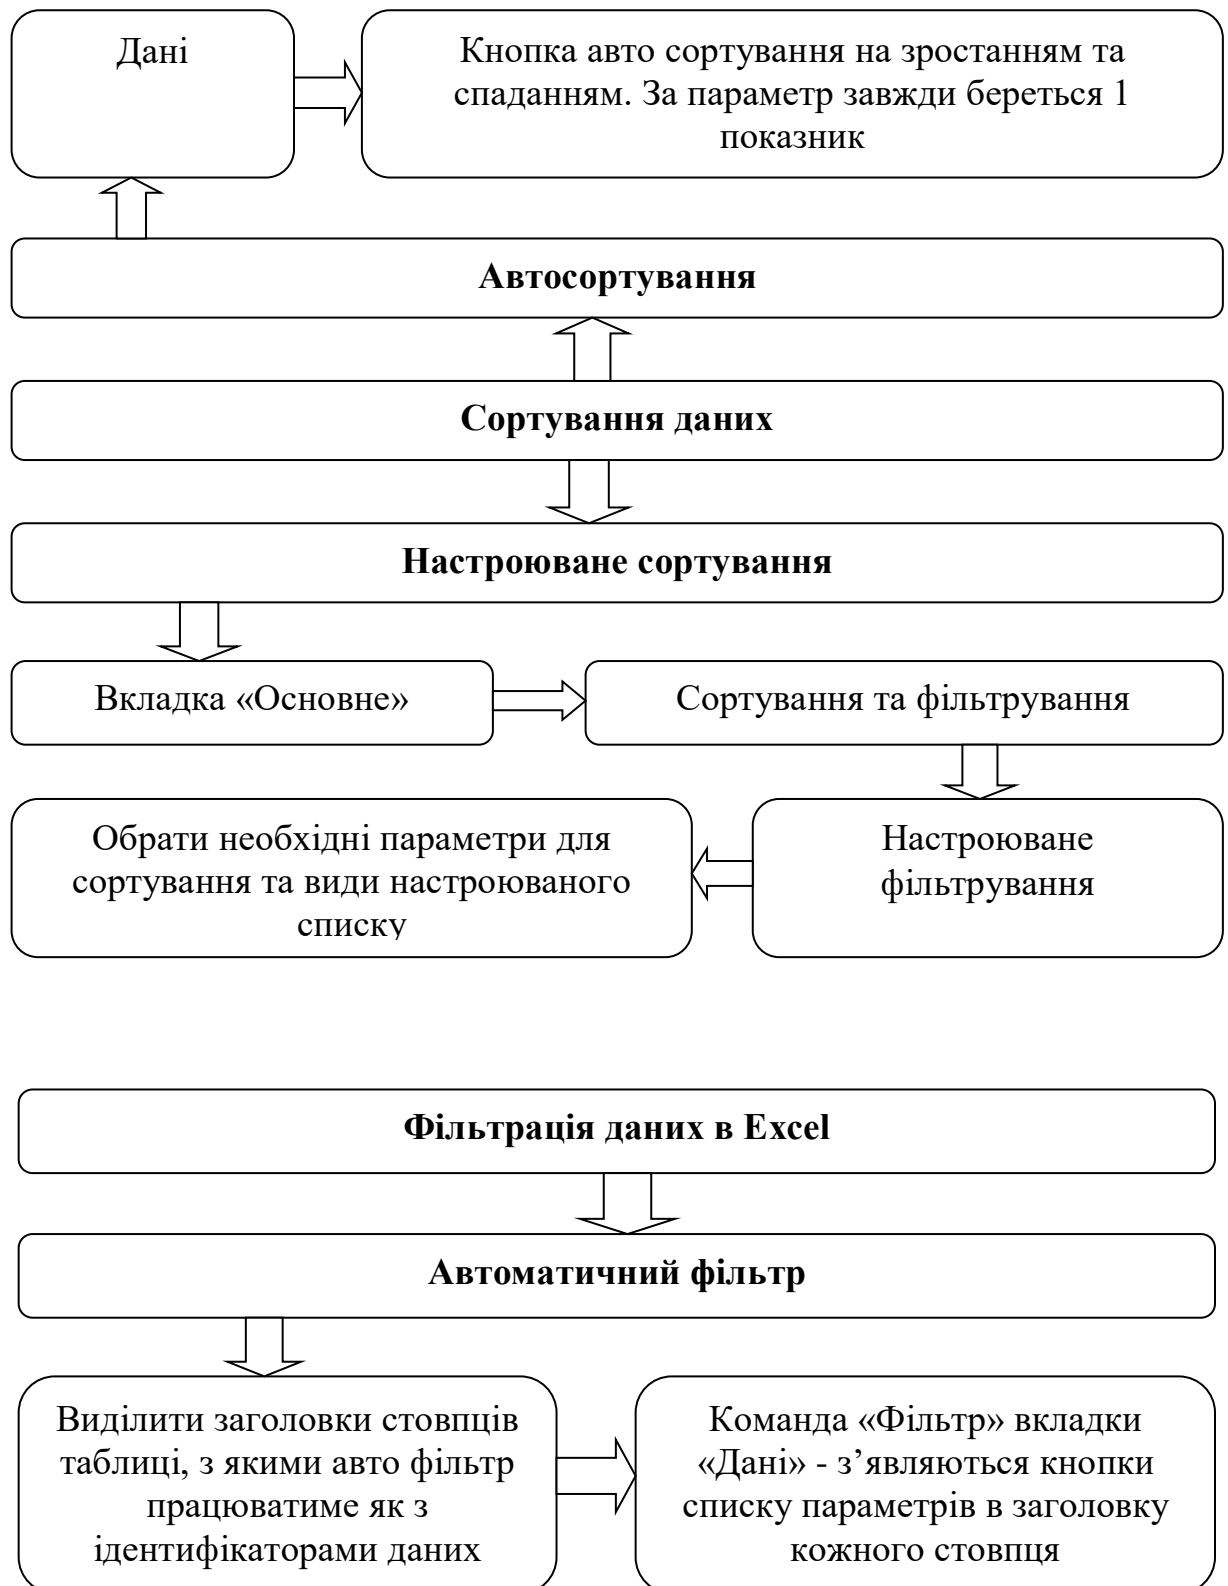 Дані
Кнопка авто сортування на зростанням та
спаданням. За параметр завжди береться 1
показник
Автосортування
Сортування даних
Настроюване сортування
Вкладка «Основне»
Сортування та фільтрування
Обрати необхідні параметри для
сортування та види настроюваного
списку
Настроюване
фільтрування
Фільтрація даних в Excel
Автоматичний фільтр
Виділити заголовки стовпців
таблиці, з якими авто фільтр
працюватиме як з
ідентифікаторами даних
Команда «Фільтр» вкладки
«Дані» - з’являються кнопки
списку параметрів в заголовку
кожного стовпця